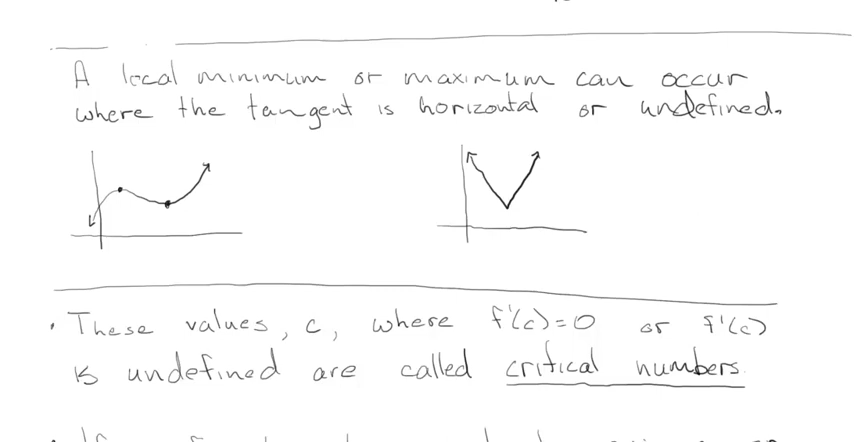 A local minimum or maximum can occur
where the tangent is horizontal or undefined.
• These values, c, where f'(c)=0 or f'(c)
is undefined are called critical numbers.